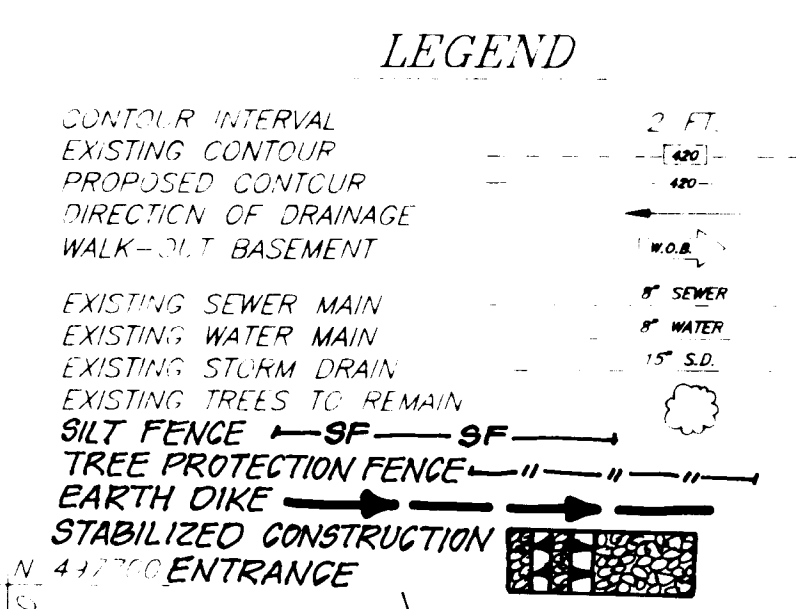 LEGEND
CONTOUR INTERVAL 2 FT.
EXISTING CONTOUR 420
PROPOSED CONTOUR 420
DIRECTION OF DRAINAGE
WALK-OUT BASEMENT W.O.B.
EXISTING SEWER MAIN 8" SEWER
EXISTING WATER MAIN 8" WATER
EXISTING STORM DRAIN 15" S.D.
EXISTING TREES TO REMAIN
SILT FENCE SF SF
TREE PROTECTION FENCE
EARTH DIKE
STABILIZED CONSTRUCTION
ENTRANCE
N